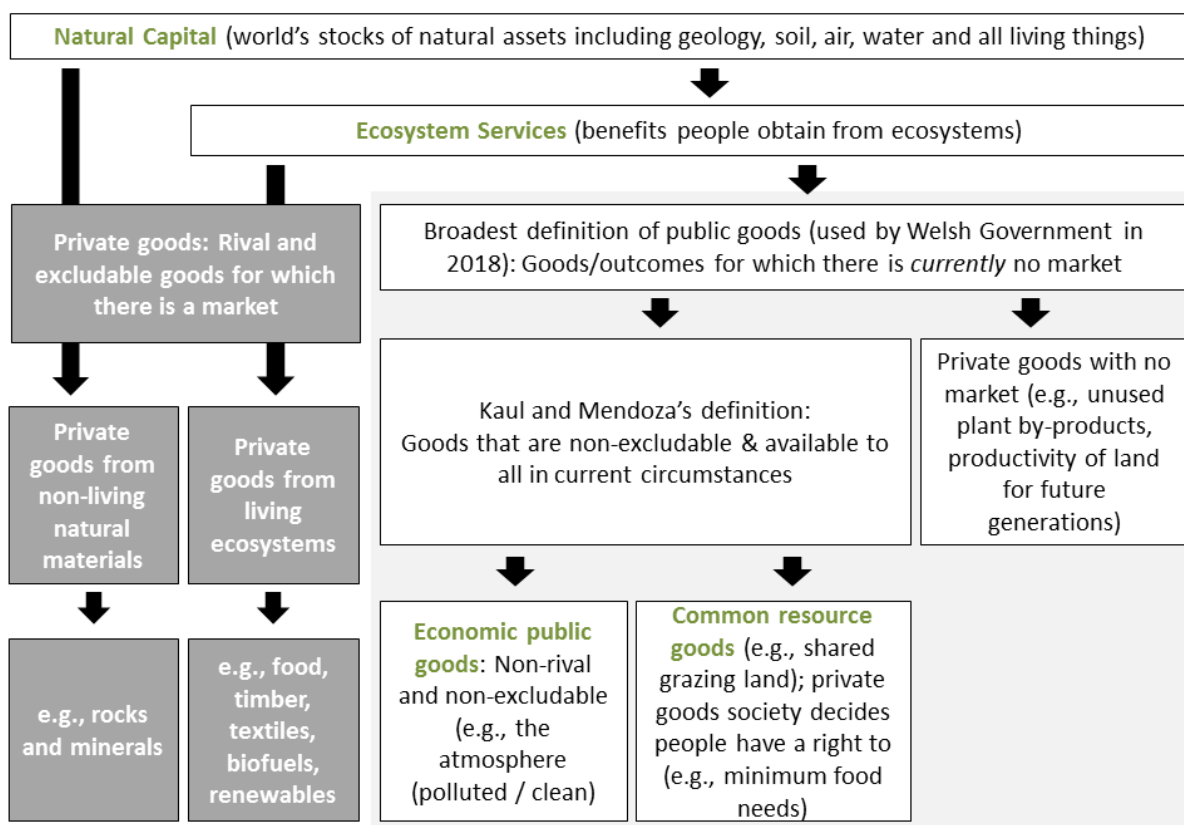 Natural Capital (world's stocks of natural assets including geology, soil, air, water and all living things)
Ecosystem Services (benefits people obtain from ecosystems)
Private goods: Rival and
excludable goods for which
there is a market
Broadest definition of public goods (used by Welsh Government in
2018): Goods/outcomes for which there is currently no market
Private
goods from
non-living
natural
materials
Private
goods from
living
ecosystems
Kaul and Mendoza's definition:
Goods that are non-excludable & available to
all in current circumstances
Private goods with no
market (e.g., unused
plant by-products,
productivity of land
for future
generations)
e.g., rocks
and minerals
e.g., food,
timber,
textiles,
biofuels,
renewables
Economic public
goods: Non-rival
and non-excludable
(e.g., the
atmosphere
(polluted / clean)
Common resource
goods (e.g., shared
grazing land); private
goods society decides
people have a right to
(e.g., minimum food
needs)